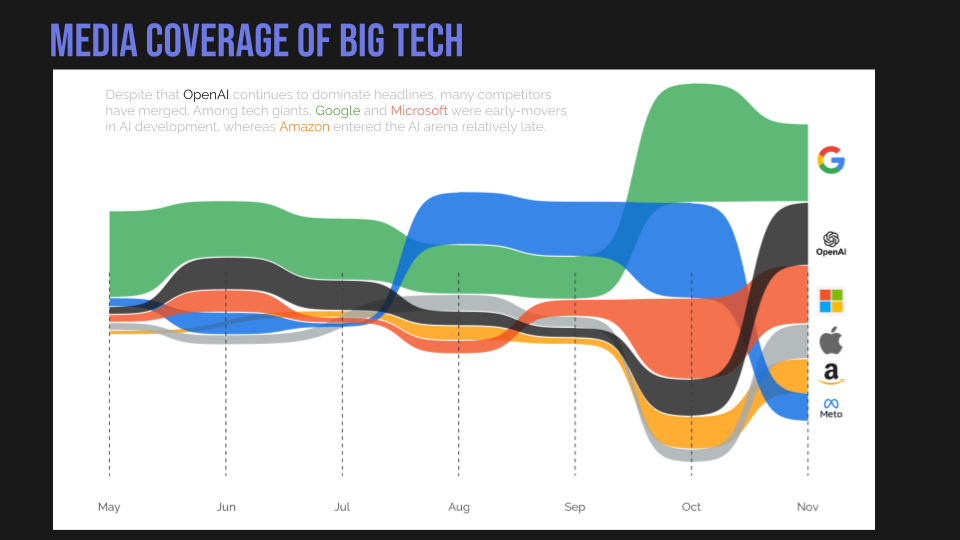 MEDIA COVERAGE OF BIG TECH
Despite that OpenAI continues to dominate headlines, many competitors
have merged. Among tech giants, Google and Microsoft were early-movers
in AI development, whereas Amazon entered the AI arena relatively late.
OpenAI
a
Meta
May Jun Jul Aug Sep Oct Nov